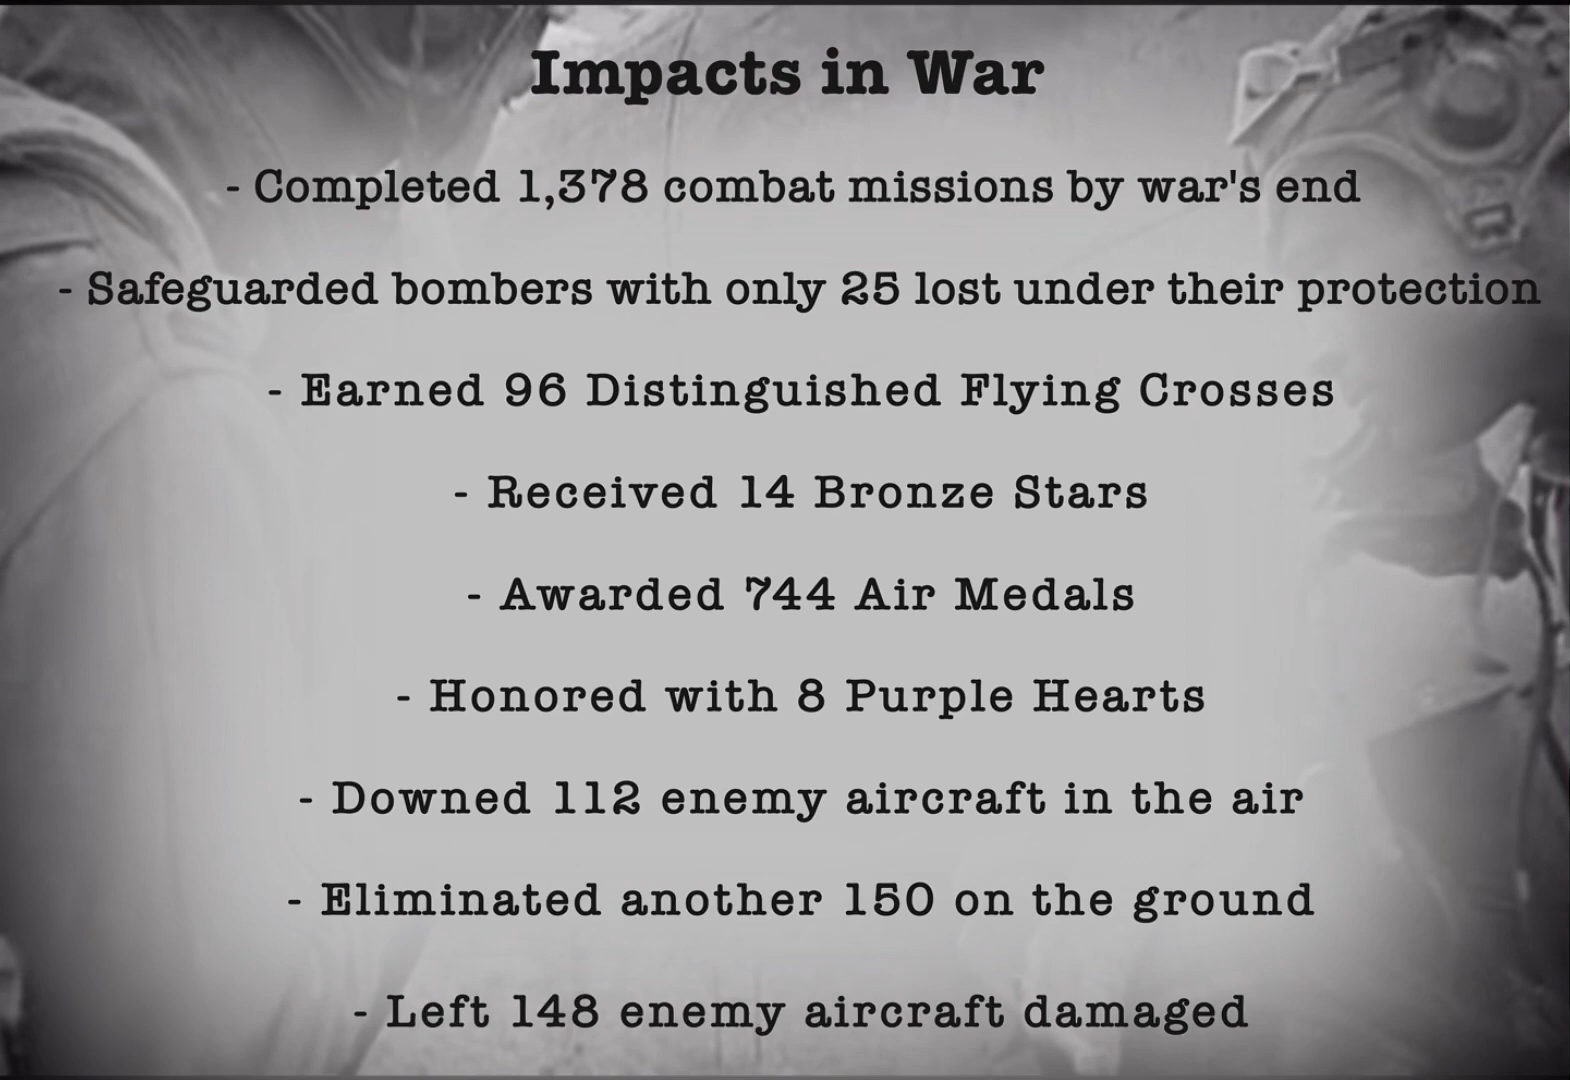 Impacts in War
- Completed 1,378 combat missions by war's end
- Safeguarded bombers with only 25 lost under their protection
- Earned 96 Distinguished Flying Crosses
- Received 14 Bronze Stars
- Awarded 744 Air Medals
- Honored with 8 Purple Hearts
- Downed 112 enemy aircraft in the air
- Eliminated another 150 on the ground
- Left 148 enemy aircraft damaged